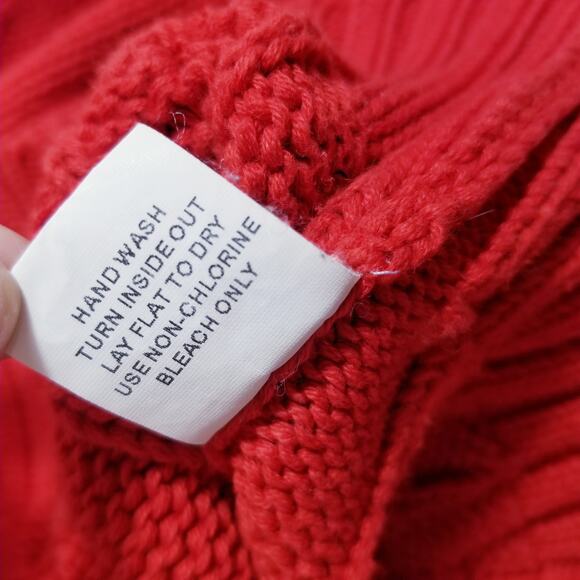 HAND WASH
TURN INSIDE OUT
LAY FLAT TO DRY
USE NON-CHLORINE
BLEACH ONLY